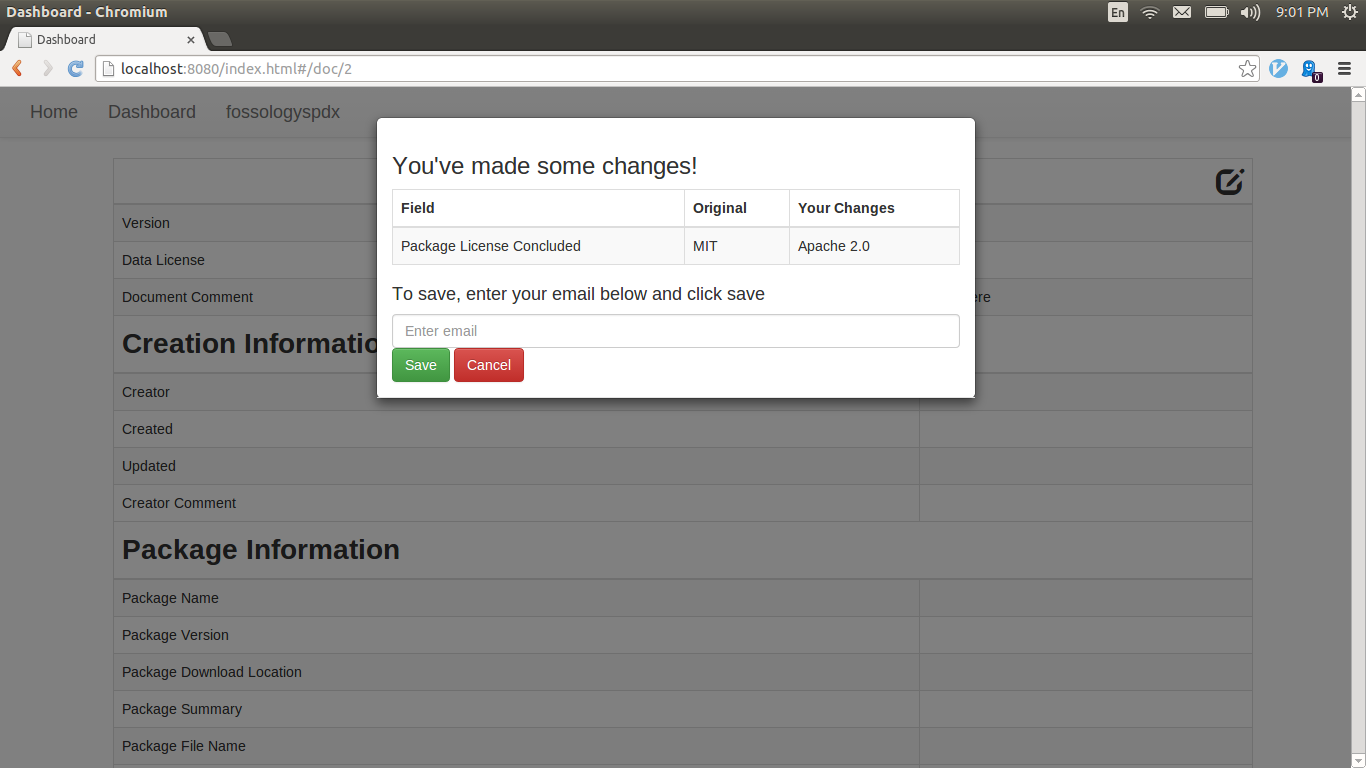 Dashboard - Chromium
En
9:01 PM
Dashboard
localhost:8080/index.html#/doc/2
0
Home
Dashboard
fossologyspdx
You've made some changes!
Field Original Your Changes
Package License Concluded MIT Apache 2.0
To save, enter your email below and click save
Enter email
Save Cancel
Version
Data License
Document Comment
Creation Informatio
Creator
Created
Updated
Creator Comment
Package Information
Package Name
Package Version
Package Download Location
Package Summary
Package File Name